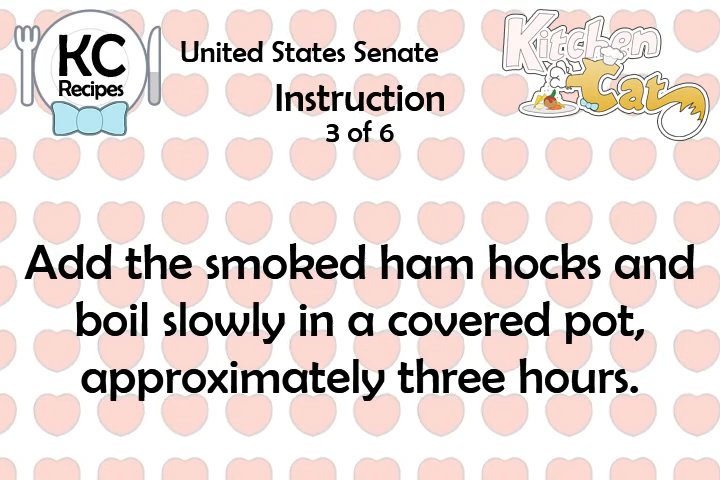 KC
Recipes
United States Senate
Instruction
3 of 6
Kitchen
Cat
Add the smoked ham hocks and
boil slowly in a covered pot,
approximately three hours.